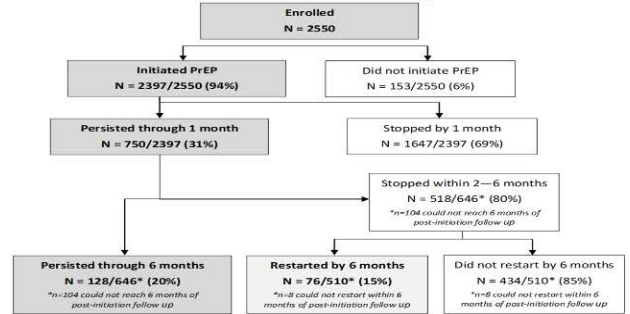 Enrolled
N = 2550
Initiated PrEP
N = 2397/2550 (94%)
Did not initiate PrEP
N = 153/2550 (6%)
Persisted through 1 month
N = 750/2397 (31%)
Stopped by 1 month
N = 1647/2397 (69%)
Stopped within 2—6 months
N = 518/646* (80%)
*n=104 could not reach 6 months of
post-initiation follow up
Persisted through 6 months
N = 128/646* (20%)
*n=104 could not reach 6 months of
post-initiation follow up
Restarted by 6 months
N = 76/510* (15%)
*n=8 could not restart within 6
months of post-initiation follow up
Did not restart by 6 months
N = 434/510* (85%)
*n=8 could not restart within 6
months of post-initiation follow up